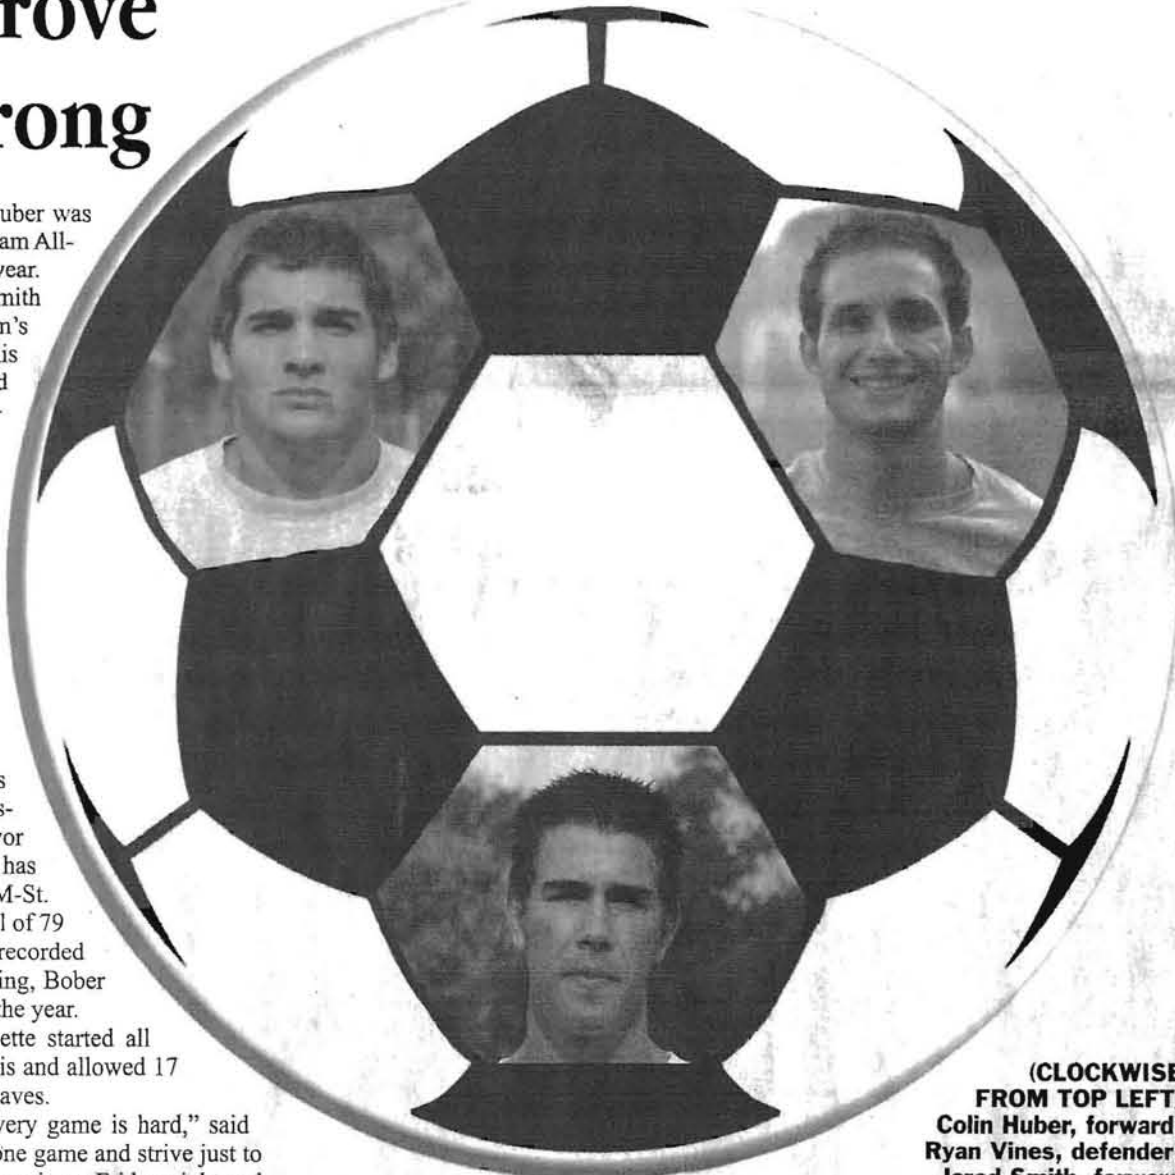 rove
rong
uber was
am All-
year.
mith
n's
is
d
s
s-
vor
has
M-St.
l of 79
recorded
ing, Bober
the year.
ette started all
is and allowed 17
aves.
very game is hard," said
one game and strive just to
(CLOCKWISE
FROM TOP LEFT
Colin Huber, forward
Ryan Vines, defender